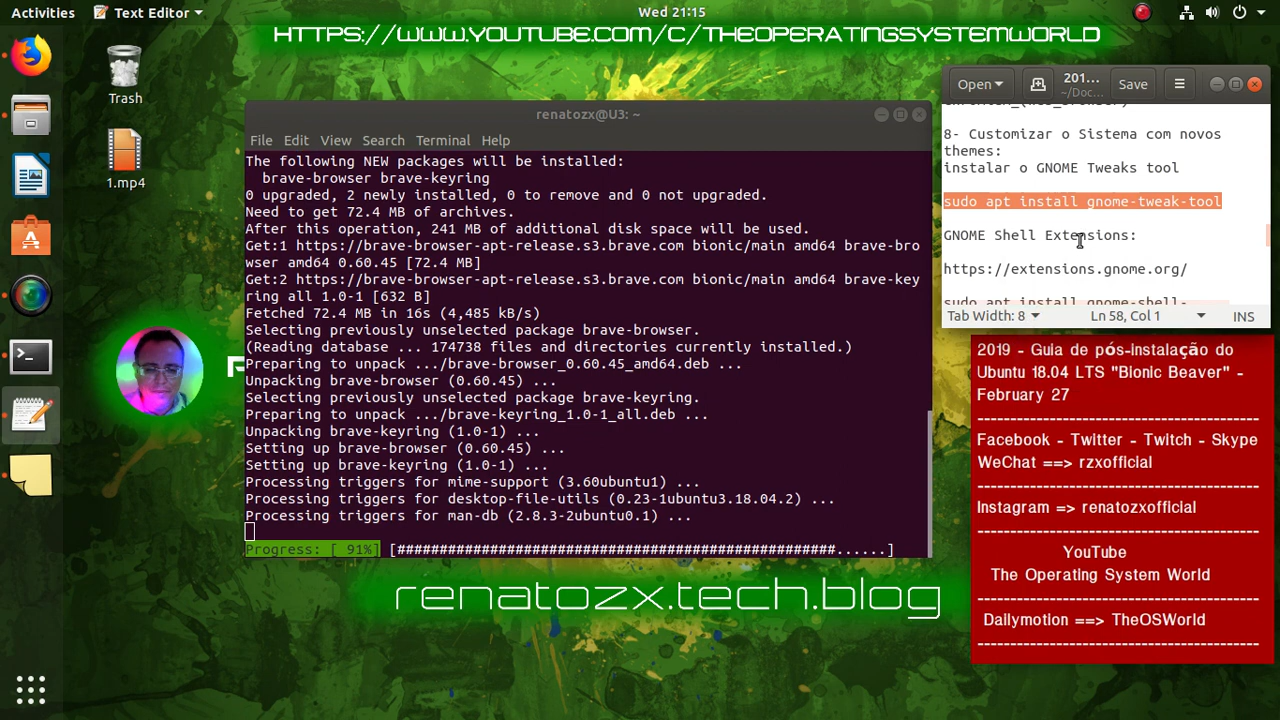 Activities
Text Editor
Wed 21:15
HTTPS://WWW.YOUTUBE.COM/C/THEOPERATINGSYSTEMWORLD
Trash
1.mp4
renatozx@U3: ~
File Edit View Search Terminal Help
The following NEW packages will be installed:
brave-browser brave-keyring
0 upgraded, 2 newly installed, 0 to remove and 0 not upgraded.
Need to get 72.4 MB of archives.
After this operation, 241 MB of additional disk space will be used.
Get:1 https://brave-browser-apt-release.s3.brave.com bionic/main amd64 brave-bro
wser amd64 0.60.45 [72.4 MB]
Get:2 https://brave-browser-apt-release.s3.brave.com bionic/main amd64 brave-key
ring all 1.0-1 [632 B]
Fetched 72.4 MB in 16s (4,485 kB/s)
Selecting previously unselected package brave-browser.
(Reading database ... 174738 files and directories currently installed.)
Preparing to unpack .../brave-browser_0.60.45_amd64.deb ...
Unpacking brave-browser (0.60.45) ...
Selecting previously unselected package brave-keyring.
Preparing to unpack .../brave-keyring_1.0-1_all.deb ...
Unpacking brave-keyring (1.0-1) ...
Setting up brave-browser (0.60.45) ...
Setting up brave-keyring (1.0-1) ...
Processing triggers for mime-support (3.60ubuntu1) ...
Processing triggers for desktop-file-utils (0.23-1ubuntu3.18.04.2) ...
Processing triggers for man-db (2.8.3-2ubuntu0.1) ...
Progress: [ 91%] [####################################################......]
renatozx.tech.blog
Open
201...
~/Doc...
Save
8- Customizar o Sistema com novos
themes:
instalar o GNOME Tweaks tool
sudo apt install gnome-tweak-tool
GNOME Shell Extensions:
https://extensions.gnome.org/
sudo apt install gnome-shell-
Tab Width: 8
Ln 58, Col 1
INS
2019 - Guia de pós-Instalação do
Ubuntu 18.04 LTS "Bionic Beaver" -
February 27
----------------------------------------
Facebook - Twitter - Twitch - Skype
WeChat ==> rzxofficial
----------------------------------------
Instagram => renatozxofficial
----------------------------------------
YouTube
The Operating System World
----------------------------------------
Dallymotion ==> TheOSWorld
----------------------------------------